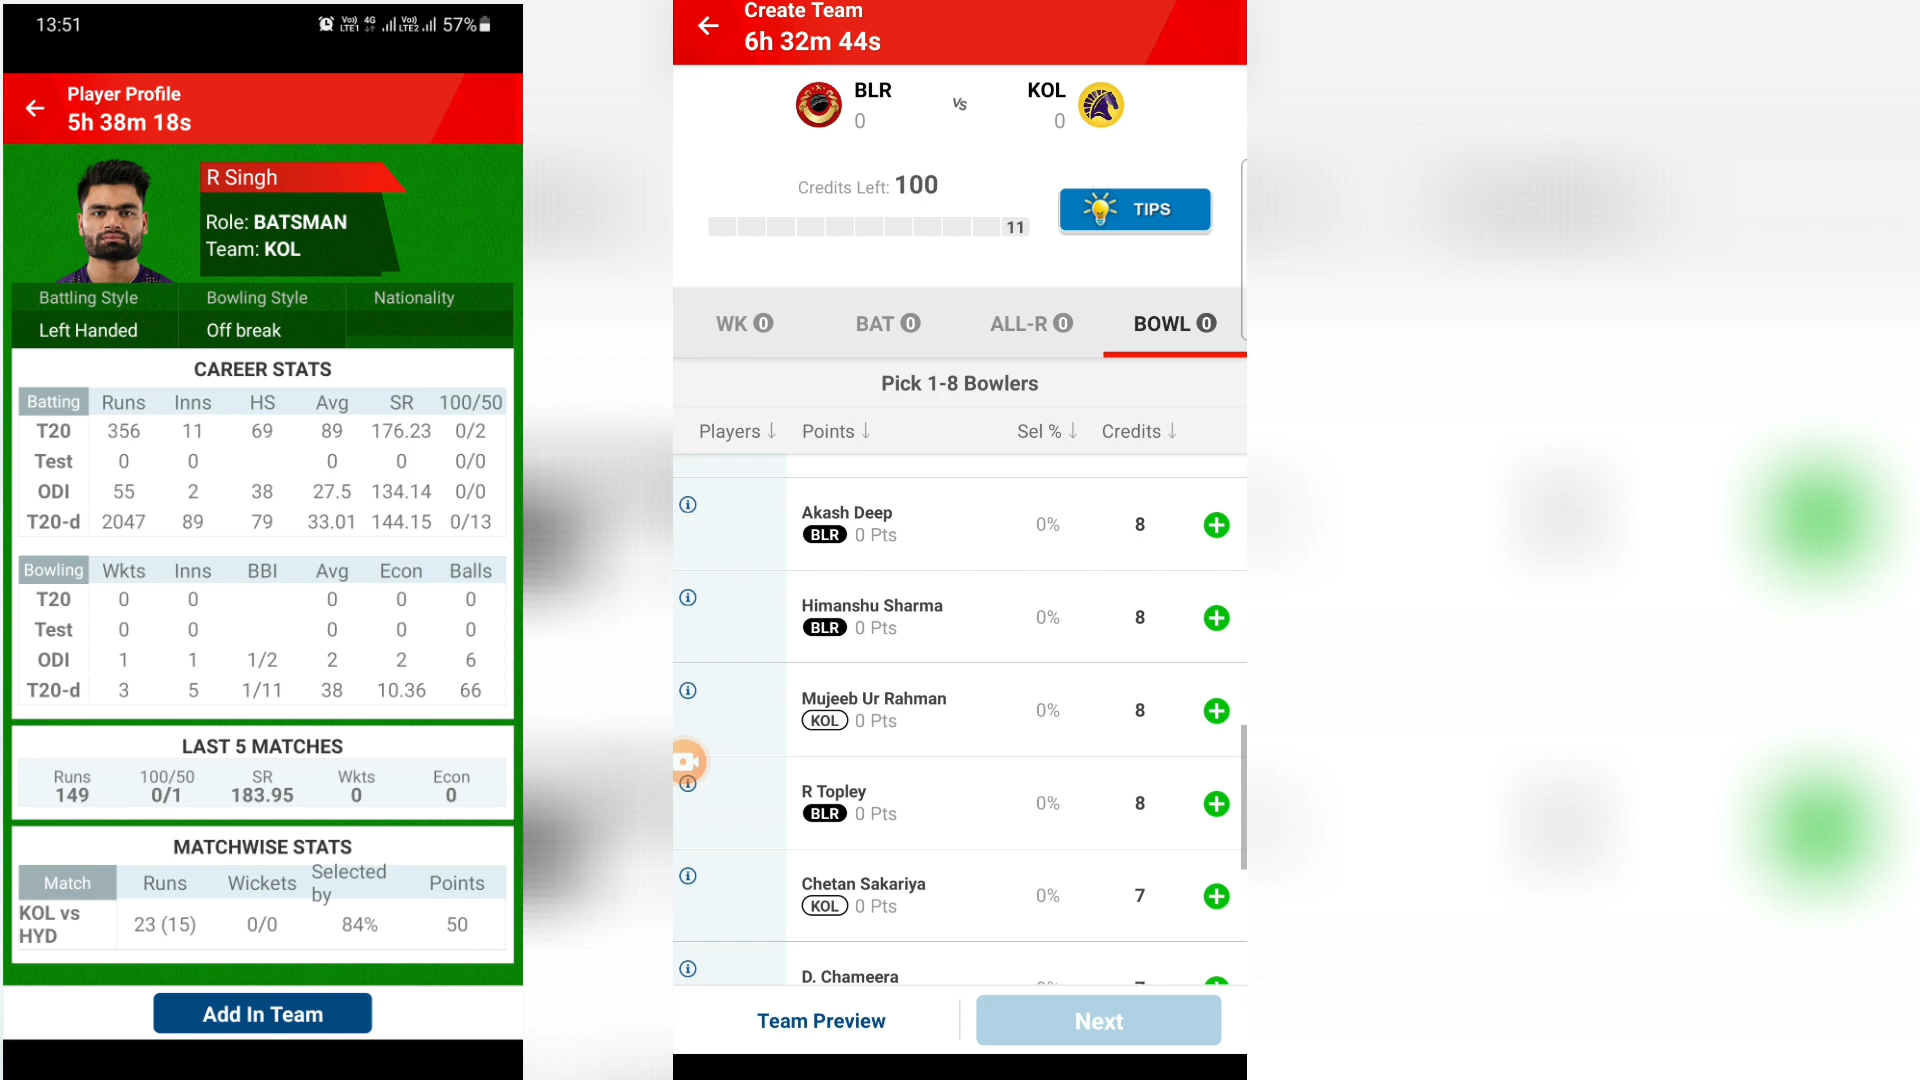 13:51
Vo)) LTE1 4G Vo)) LTE2 57%
Player Profile
5h 38m 18s
R Singh
Role: BATSMAN
Team: KOL
Battling Style Bowling Style Nationality
Left Handed Off break
CAREER STATS
Batting Runs Inns HS Avg SR 100/50
T20 356 11 69 89 176.23 0/2
Test 0 0 0 0 0/0
ODI 55 2 38 27.5 134.14 0/0
T20-d 2047 89 79 33.01 144.15 0/13
Bowling Wkts Inns BBI Avg Econ Balls
T20 0 0 0 0 0
Test 0 0 0 0 0
ODI 1 1 1/2 2 2 6
T20-d 3 5 1/11 38 10.36 66
LAST 5 MATCHES
Runs 100/50 SR Wkts Econ
149 0/1 183.95 0 0
MATCHWISE STATS
Match Runs Wickets Selected by Points
KOL vs HYD 23 (15) 0/0 84% 50
Add In Team
Create Team
6h 32m 44s
BLR Vs KOL
0 0
Credits Left: 100
11
TIPS
WK 0 BAT 0 ALL-R 0 BOWL 0
Pick 1-8 Bowlers
Players ↓ Points ↓ Sel % ↓ Credits ↓
Akash Deep
BLR 0 Pts 0% 8
Himanshu Sharma
BLR 0 Pts 0% 8
Mujeeb Ur Rahman
KOL 0 Pts 0% 8
R Topley
BLR 0 Pts 0% 8
Chetan Sakariya
KOL 0 Pts 0% 7
D. Chameera
Team Preview Next